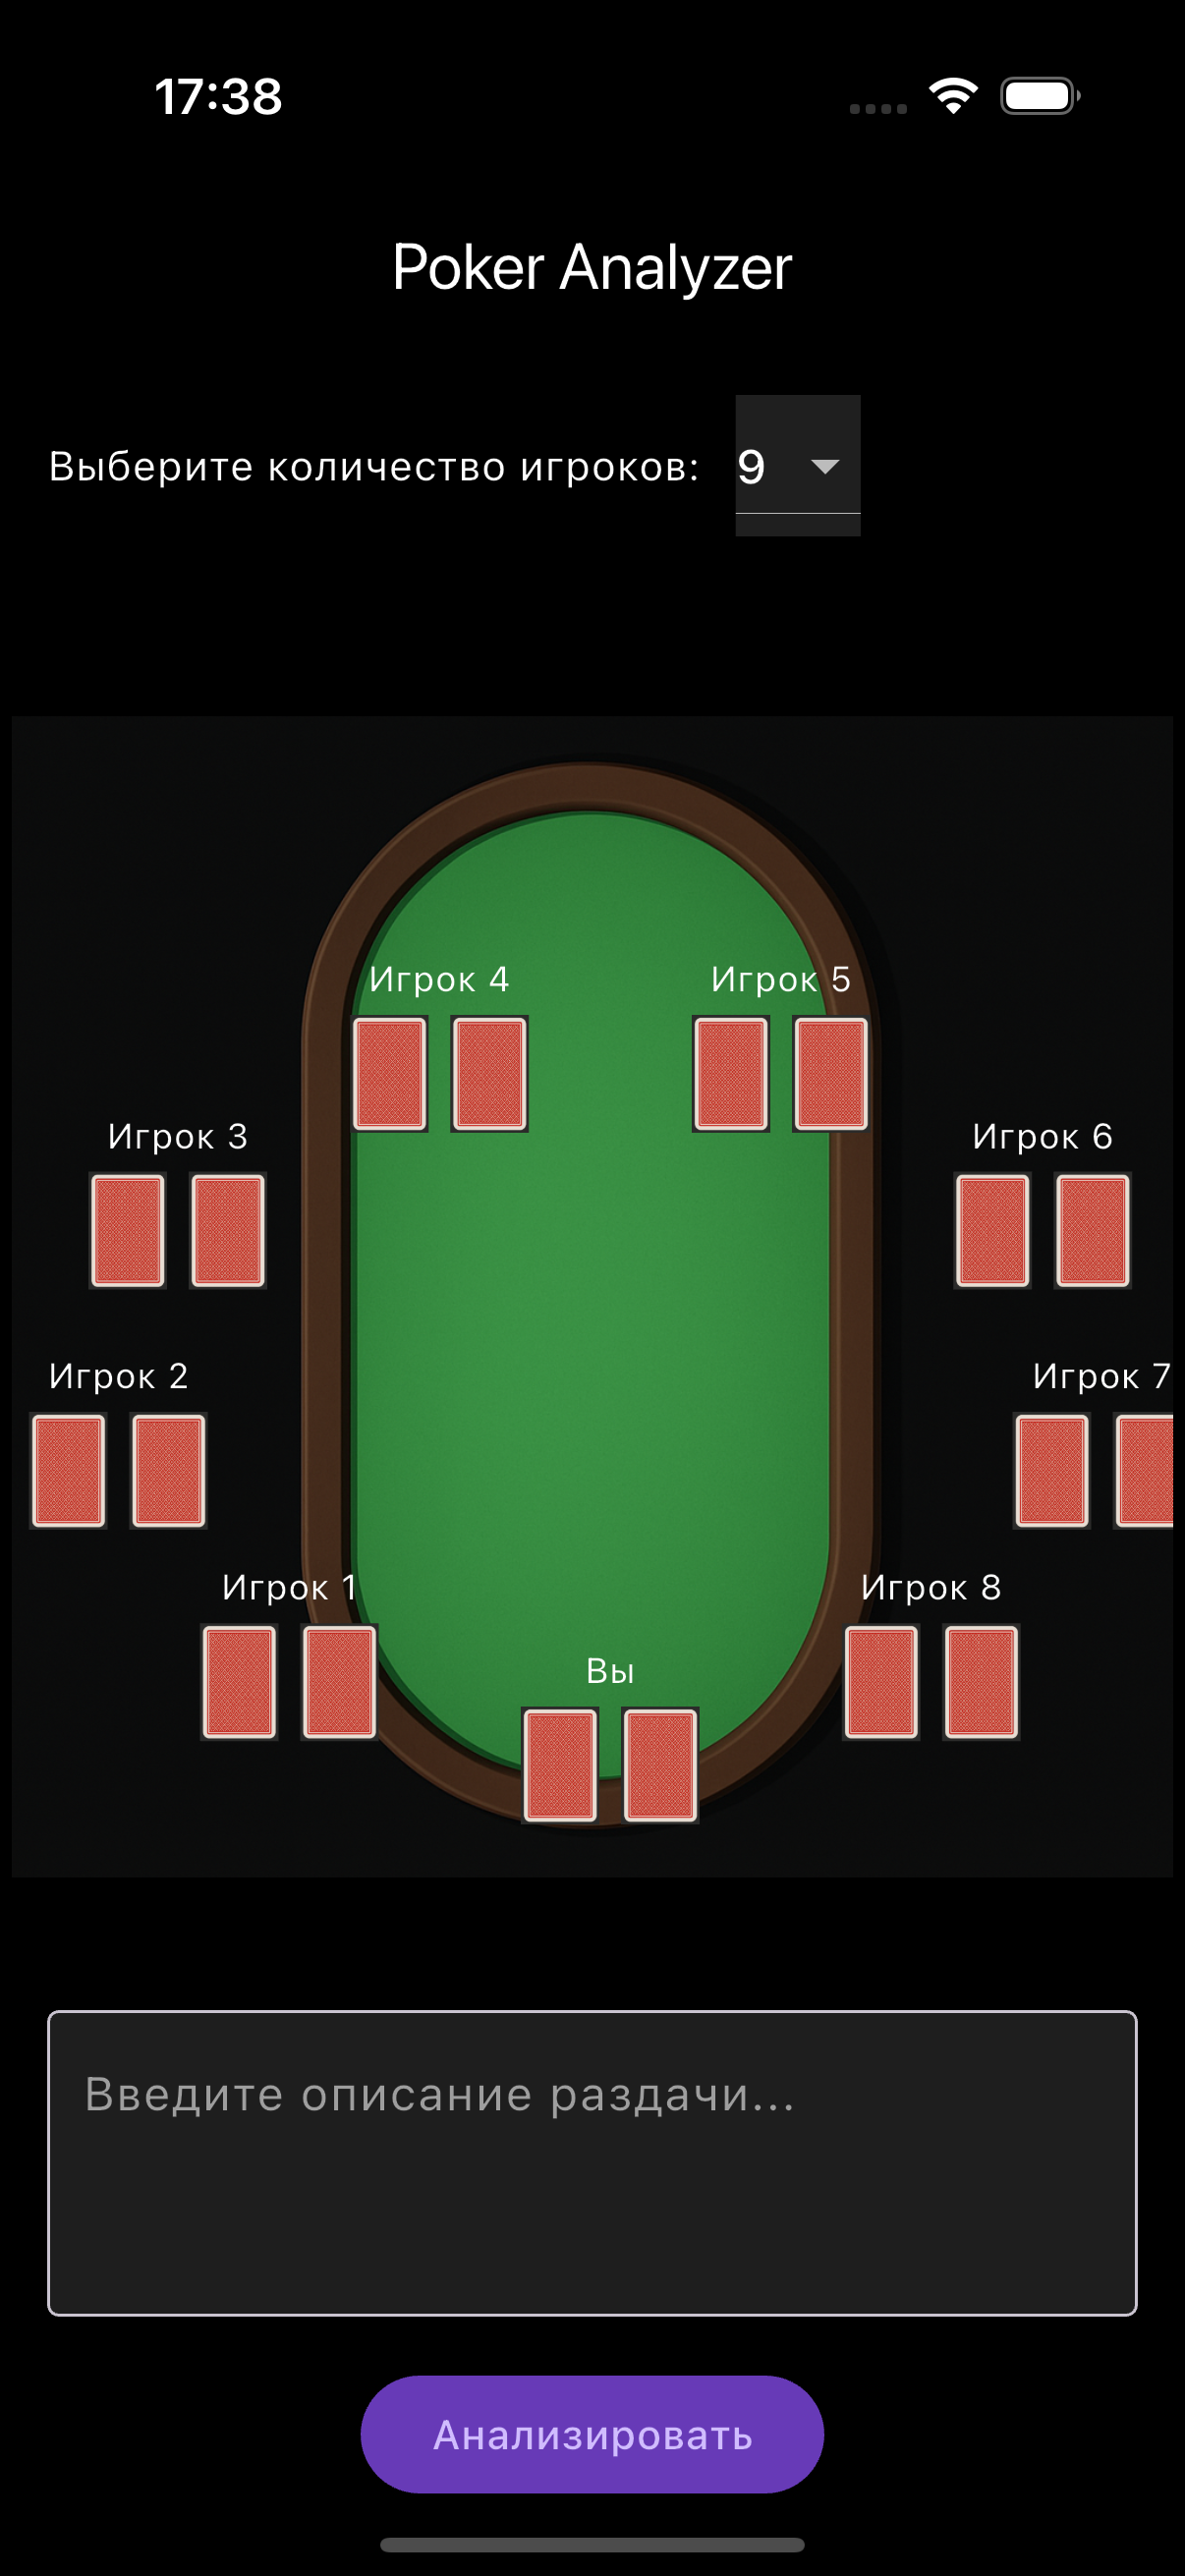 17:38
Poker Analyzer
Выберите количество игроков: 9
Игрок 4 Игрок 5
Игрок 3 Игрок 6
Игрок 2 Игрок 7
Игрок 1 Игрок 8
Вы
Введите описание раздачи...
Анализировать